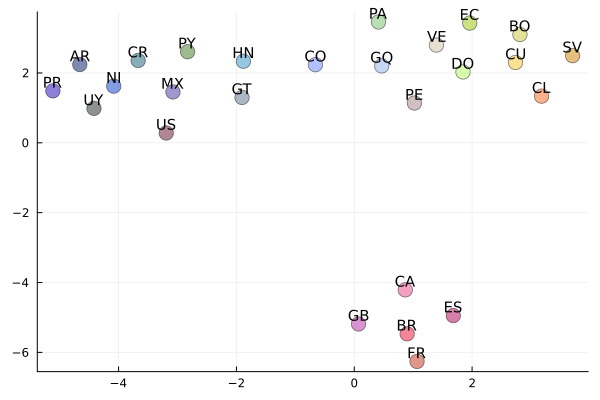 PA
EC
BO
VE
SV
PY
CR
HN
CU
AR
CO
GQ
DO
2
NI
MX
PR
GT
PE
CL
UY
US
0
−2
CA
−4
ES
GB
BR
FR
−6
−4
−2
0
2